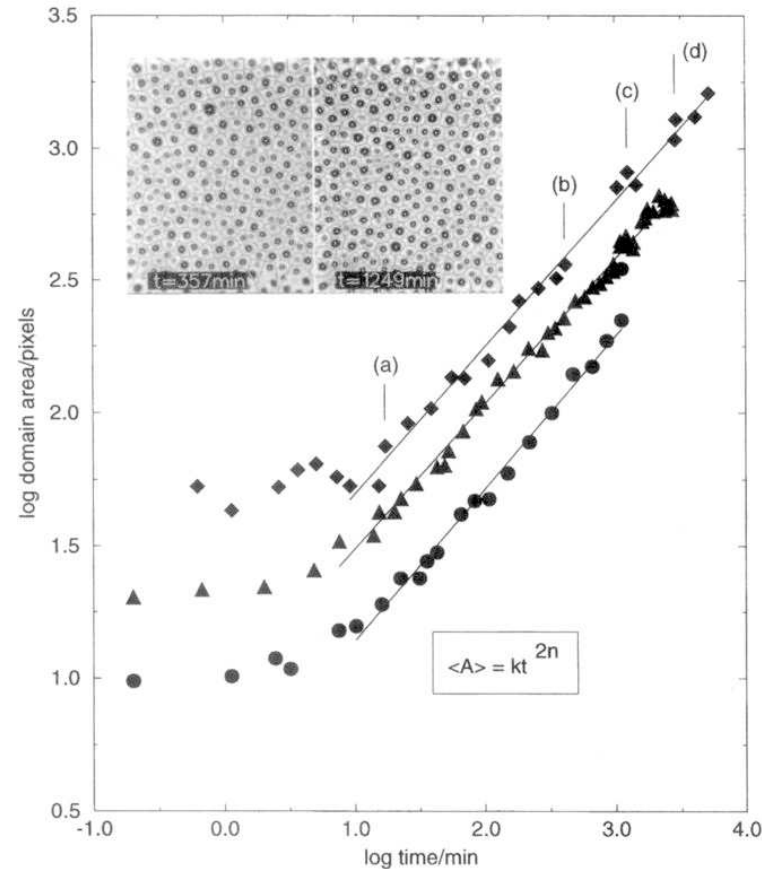 3.5
3.0
2.5
2.0
1.5
1.0
0.5
log domain area/pixels
-1.0
0.0
1.0
2.0
3.0
4.0
log time/min
t=357min
t=1249min
(a)
(b)
(c)
(d)
<A> = kt 2n